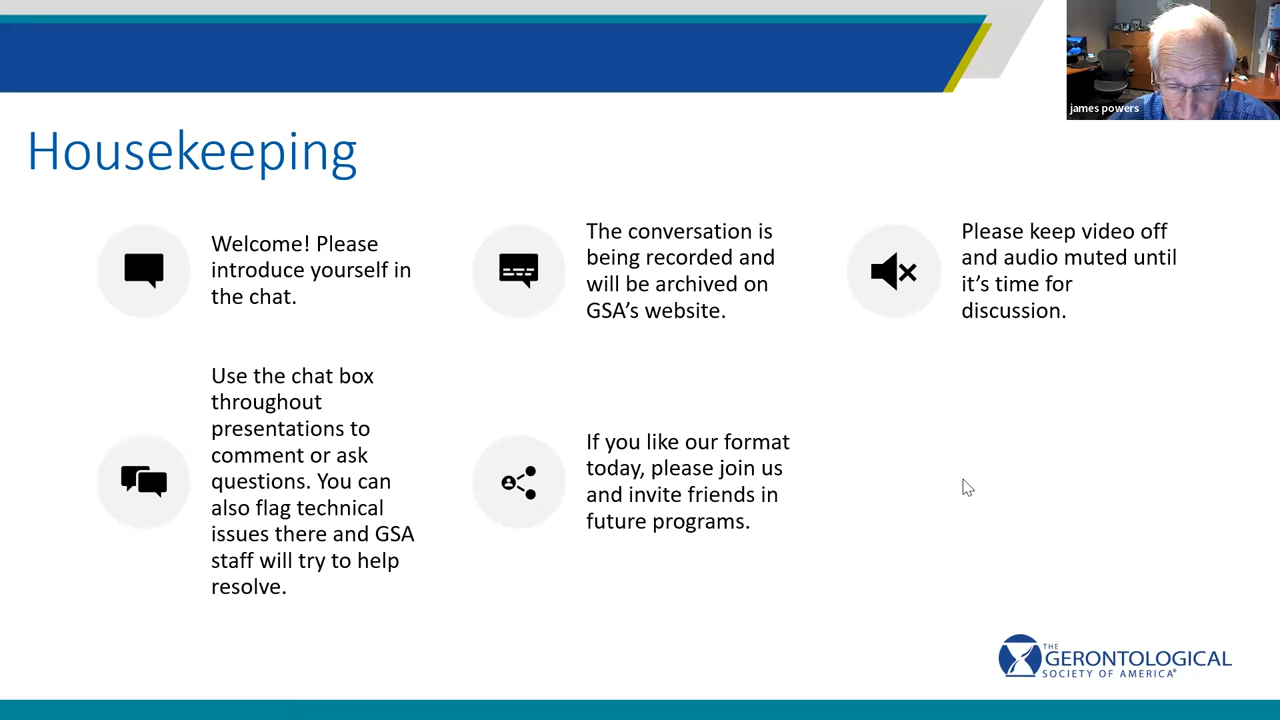 james powers
Housekeeping
Welcome! Please
introduce yourself in
the chat.
The conversation is
being recorded and
will be archived on
GSA's website.
Please keep video off
and audio muted until
it's time for
discussion.
Use the chat box
throughout
presentations to
comment or ask
questions. You can
also flag technical
issues there and GSA
staff will try to help
resolve.
If you like our format
today, please join us
and invite friends in
future programs.
THE
GERONTOLOGICAL
SOCIETY OF AMERICA®